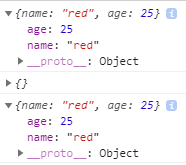 ▼{name: "red", age: 25} i
age: 25
name: "red"
▶__proto__: Object
▶{}
▼{name: "red", age: 25} i
age: 25
name: "red"
▶__proto__: Object